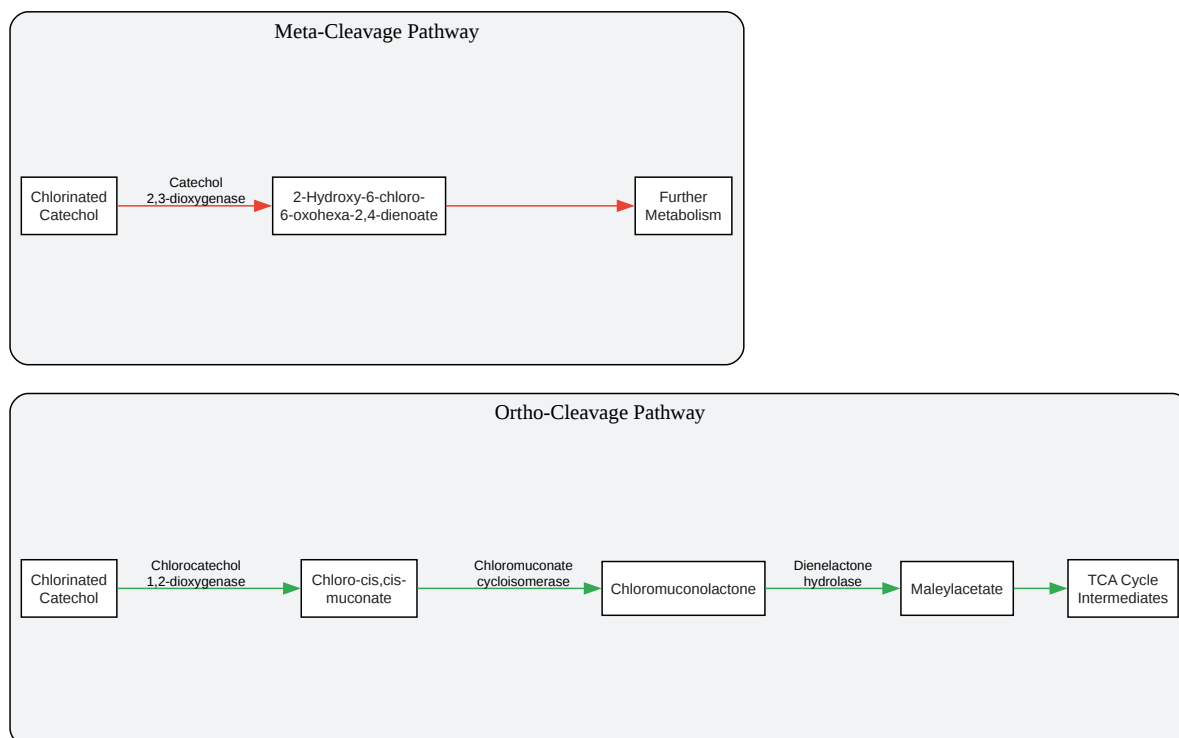 Meta-Cleavage Pathway
Chlorinated
Catechol
Catechol
2,3-dioxygenase
2-Hydroxy-6-chloro-
6-oxohexa-2,4-dienoate
Further
Metabolism
Ortho-Cleavage Pathway
Chlorinated
Catechol
Chlorocatechol
1,2-dioxygenase
Chloro-cis,cis-
muconate
Chloromuconate
cycloisomerase
Chloromuconolactone
Dienelactone
hydrolase
Maleylacetate
TCA Cycle
Intermediates